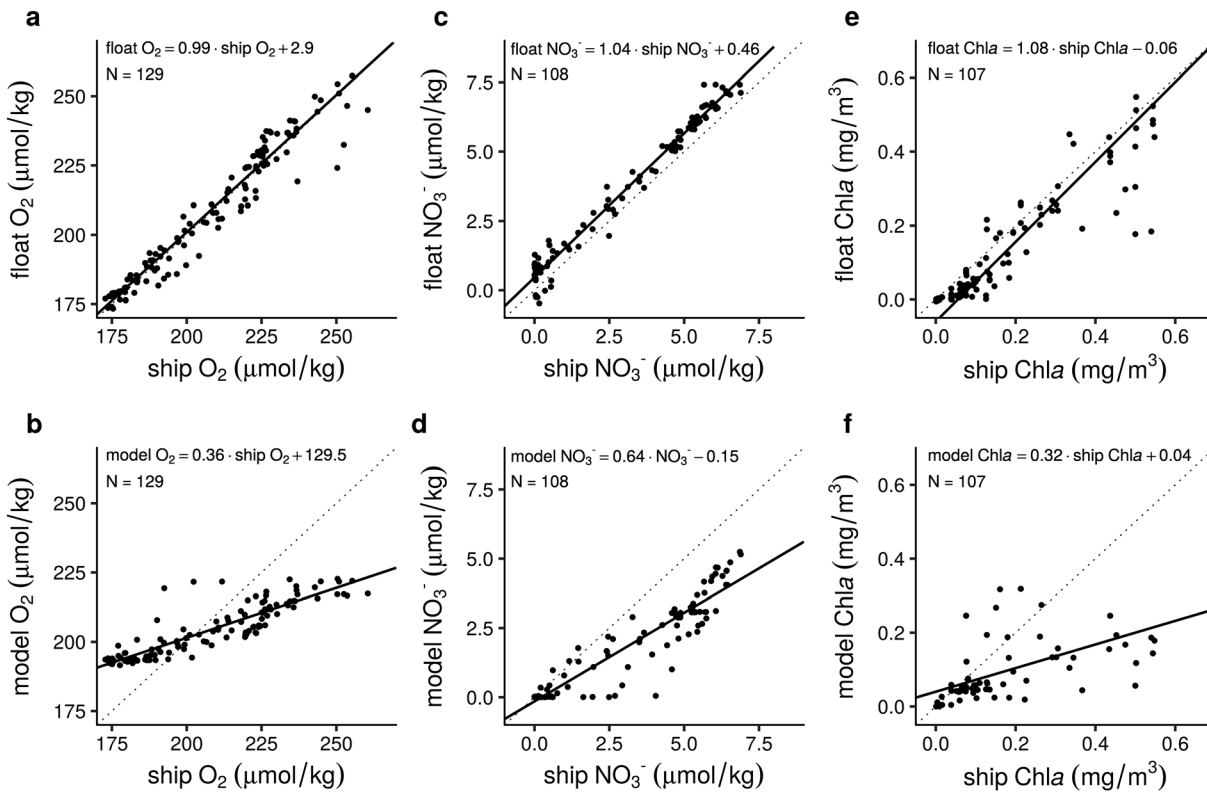 a
float O₂ = 0.99 · ship O₂ + 2.9
N = 129
250
225
200
175
float O₂ (μmol/kg)
175 200 225 250
ship O₂ (μmol/kg)
c
float NO₃⁻ = 1.04 · ship NO₃⁻ + 0.46
N = 108
7.5
5.0
2.5
0.0
float NO₃⁻ (μmol/kg)
0.0 2.5 5.0 7.5
ship NO₃⁻ (μmol/kg)
e
float Chla = 1.08 · ship Chla − 0.06
N = 107
0.6
0.4
0.2
0.0
float Chla (mg/m³)
0.0 0.2 0.4 0.6
ship Chla (mg/m³)
b
model O₂ = 0.36 · ship O₂ + 129.5
N = 129
250
225
200
175
model O₂ (μmol/kg)
175 200 225 250
ship O₂ (μmol/kg)
d
model NO₃⁻ = 0.64 · NO₃⁻ − 0.15
N = 108
7.5
5.0
2.5
0.0
model NO₃⁻ (μmol/kg)
0.0 2.5 5.0 7.5
ship NO₃⁻ (μmol/kg)
f
model Chla = 0.32 · ship Chla + 0.04
N = 107
0.6
0.4
0.2
0.0
model Chla (mg/m³)
0.0 0.2 0.4 0.6
ship Chla (mg/m³)